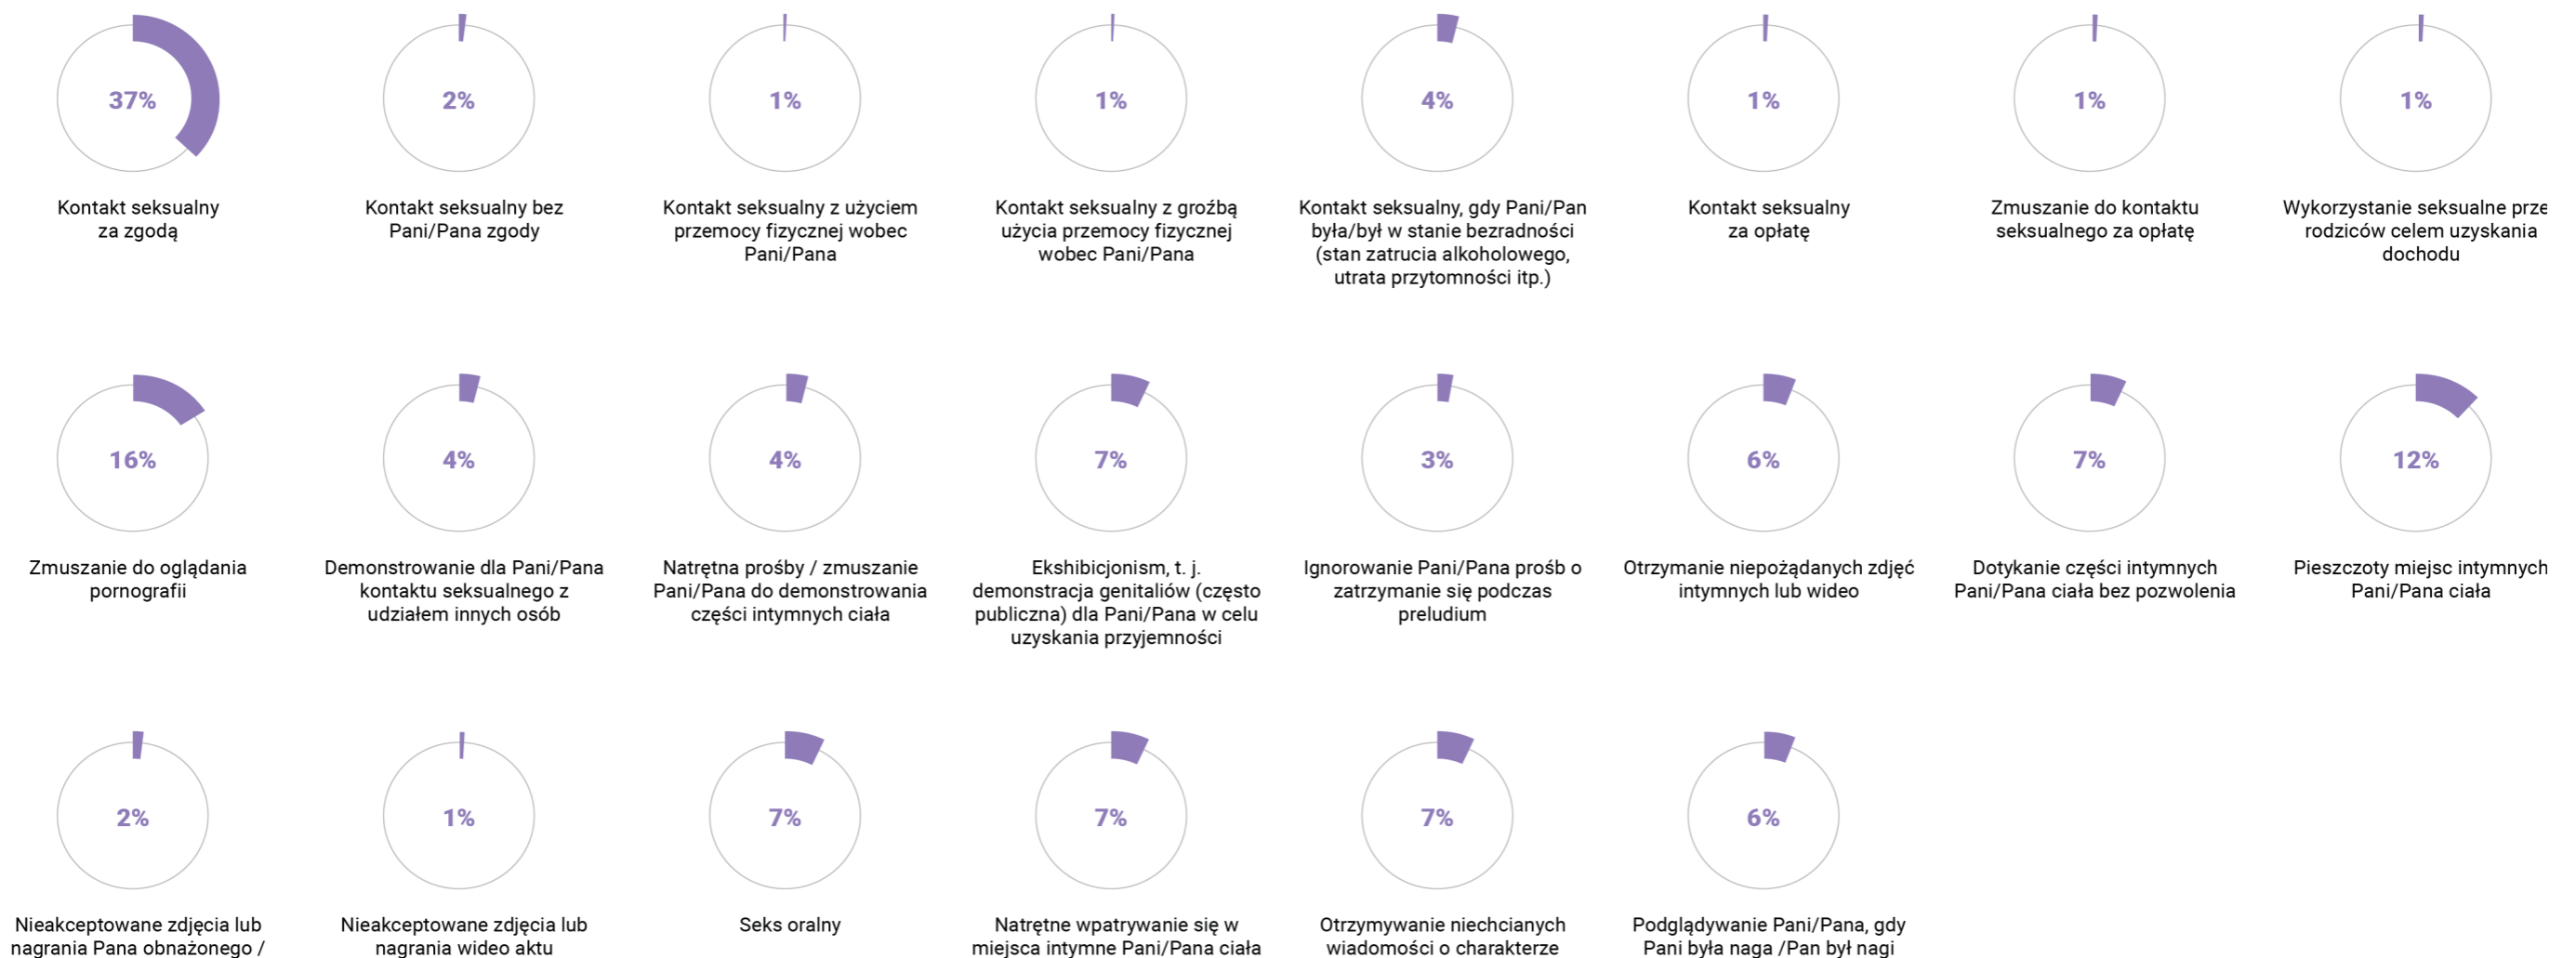 37%
2%
1%
1%
4%
1%
1%
1%
Kontakt seksualny
za zgodą
Kontakt seksualny bez
Pani/Pana zgody
Kontakt seksualny z użyciem
przemocy fizycznej wobec
Pani/Pana
Kontakt seksualny z groźbą
użycia przemocy fizycznej
wobec Pani/Pana
Kontakt seksualny, gdy Pani/Pan
była/był w stanie bezradności
(stan zatrucia alkoholowego,
utrata przytomności itp.)
Kontakt seksualny
za opłatę
Zmuszanie do kontaktu
seksualnego za opłatę
Wykorzystanie seksualne prze
rodziców celem uzyskania
dochodu
16%
4%
4%
7%
3%
6%
7%
12%
Zmuszanie do oglądania
pornografii
Demonstrowanie dla Pani/Pana
kontaktu seksualnego z
udziałem innych osób
Natrętna prośby / zmuszanie
Pani/Pana do demonstrowania
części intymnych ciała
Ekshibicjonism, t. j.
demonstracja genitaliów (często
publiczna) dla Pani/Pana w celu
uzyskania przyjemności
Ignorowanie Pani/Pana prośb o
zatrzymanie się podczas
preludium
Otrzymanie niepożądanych zdjęć
intymnych lub wideo
Dotykanie części intymnych
Pani/Pana ciała bez pozwolenia
Pieszczoty miejsc intymnych
Pani/Pana ciała
2%
1%
7%
7%
7%
6%
Nieakceptowane zdjęcia lub
nagrania Pana obnażonego /
Nieakceptowane zdjęcia lub
nagrania wideo aktu
Seks oralny
Natrętne wpatrywanie się w
miejsca intymne Pani/Pana ciała
Otrzymywanie niechcianych
wiadomości o charakterze
Podglądywanie Pani/Pana, gdy
Pani była naga /Pan był nagi